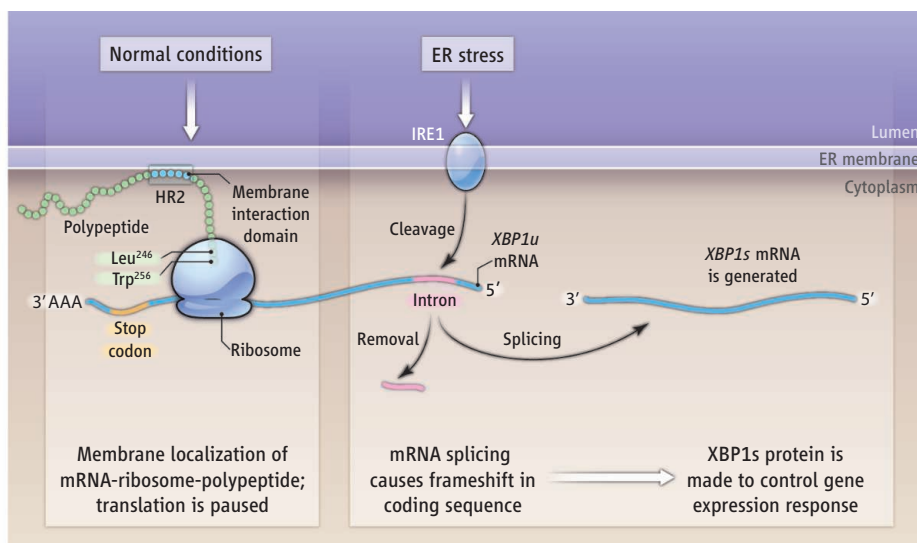 Normal conditions
ER stress
IRE1
Lumen
ER membrane
Cytoplasm
HR2
Membrane
interaction
domain
Polypeptide
Leu²⁴⁶
Trp²⁵⁶
3′ AAA
Stop
codon
Ribosome
Cleavage
XBP1u
mRNA
5′
Intron
Removal
Splicing
XBP1s mRNA
is generated
3′
5′
Membrane localization of
mRNA-ribosome-polypeptide;
translation is paused
mRNA splicing
causes frameshift in
coding sequence
XBP1s protein is
made to control gene
expression response